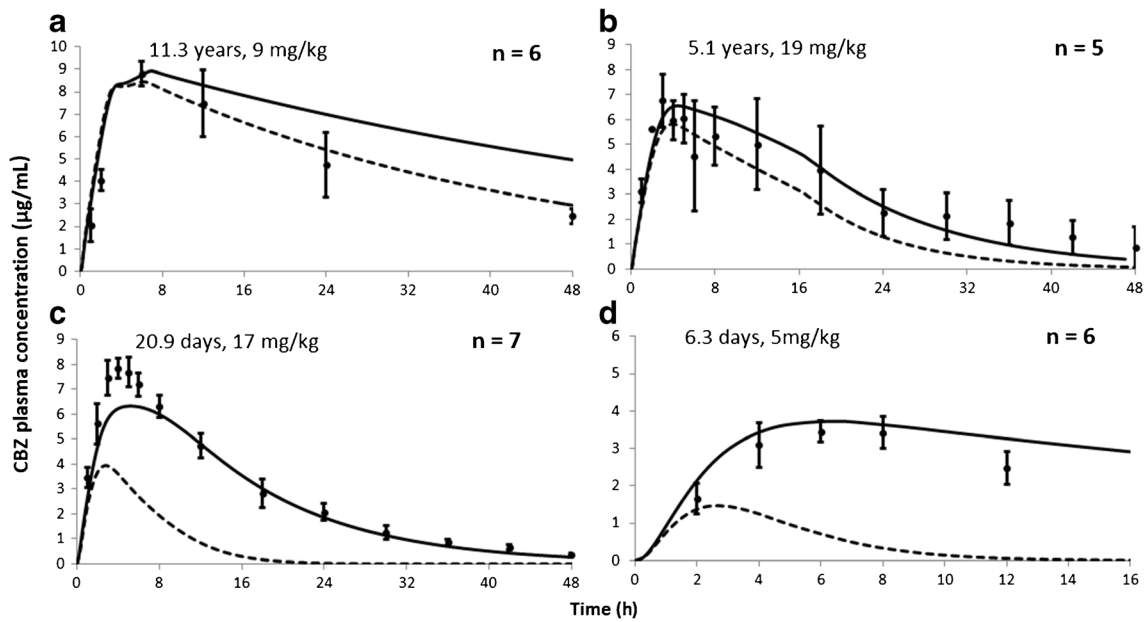 a
11.3 years, 9 mg/kg
n = 6
10
9
8
7
6
5
4
3
2
1
0
0 8 16 24 32 40 48
b
5.1 years, 19 mg/kg
n = 5
9
8
7
6
5
4
3
2
1
0
0 8 16 24 32 40 48
CBZ plasma concentration (µg/mL)
c
20.9 days, 17 mg/kg
n = 7
9
8
7
6
5
4
3
2
1
0
0 8 16 24 32 40 48
d
6.3 days, 5mg/kg
n = 6
6
5
4
3
2
1
0
0 2 4 6 8 10 12 14 16
Time (h)